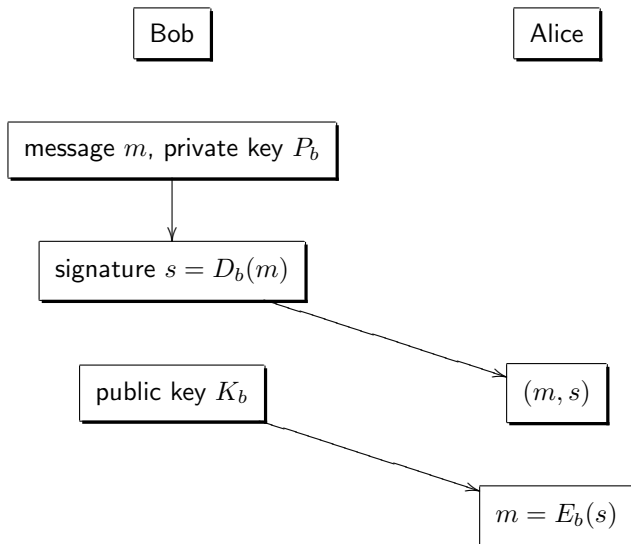 Bob
Alice
message m, private key P_b
signature s = D_b(m)
public key K_b
(m, s)
m = E_b(s)